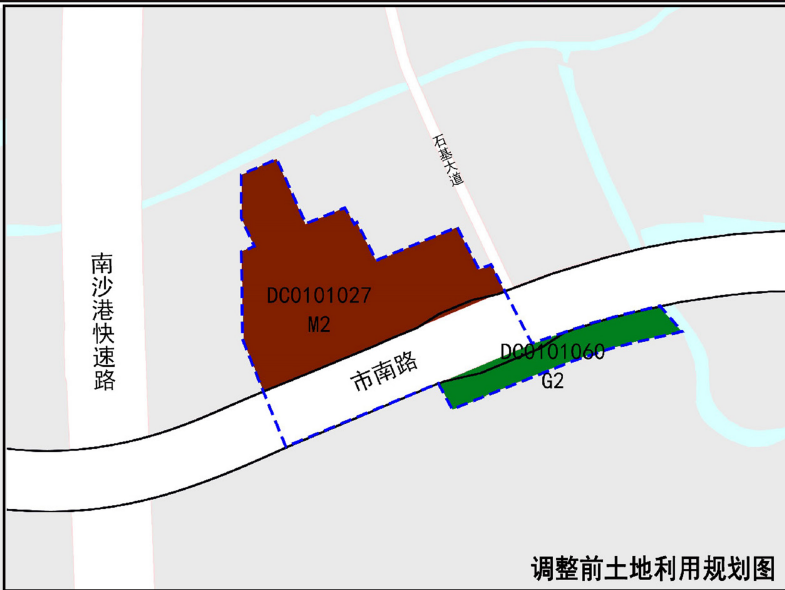 石基大道
南沙港快速路
DC0101027
M2
市南路
DC0101060
G2
调整前土地利用规划图